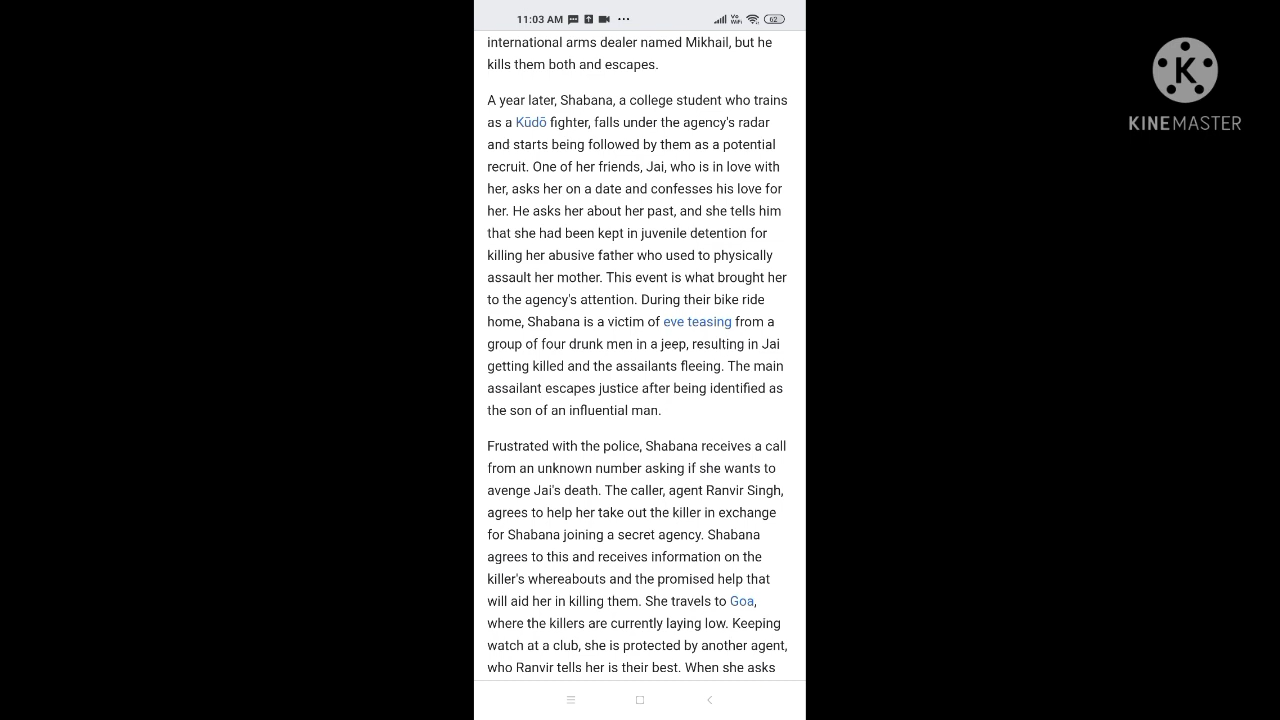 11:03 AM
Vo
WiFi
62
international arms dealer named Mikhail, but he
kills them both and escapes.
A year later, Shabana, a college student who trains
as a Kūdō fighter, falls under the agency's radar
and starts being followed by them as a potential
recruit. One of her friends, Jai, who is in love with
her, asks her on a date and confesses his love for
her. He asks her about her past, and she tells him
that she had been kept in juvenile detention for
killing her abusive father who used to physically
assault her mother. This event is what brought her
to the agency's attention. During their bike ride
home, Shabana is a victim of eve teasing from a
group of four drunk men in a jeep, resulting in Jai
getting killed and the assailants fleeing. The main
assailant escapes justice after being identified as
the son of an influential man.
Frustrated with the police, Shabana receives a call
from an unknown number asking if she wants to
avenge Jai's death. The caller, agent Ranvir Singh,
agrees to help her take out the killer in exchange
for Shabana joining a secret agency. Shabana
agrees to this and receives information on the
killer's whereabouts and the promised help that
will aid her in killing them. She travels to Goa,
where the killers are currently laying low. Keeping
watch at a club, she is protected by another agent,
who Ranvir tells her is their best. When she asks
K
KINEMASTER